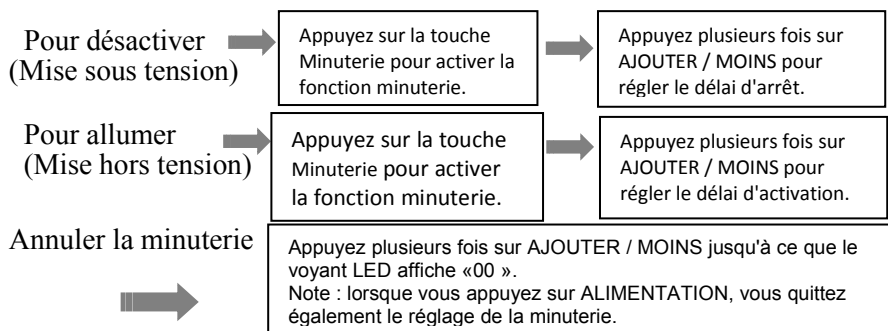 Pour désactiver
(Mise sous tension)
Appuyez sur la touche
Minuterie pour activer la
fonction minuterie.
Appuyez plusieurs fois sur
AJOUTER / MOINS pour
régler le délai d'arrêt.
Pour allumer
(Mise hors tension)
Appuyez sur la touche
Minuterie pour activer
la fonction minuterie.
Appuyez plusieurs fois sur
AJOUTER / MOINS pour
régler le délai d'activation.
Annuler la minuterie
Appuyez plusieurs fois sur AJOUTER / MOINS jusqu'à ce que le
voyant LED affiche «00 ».
Note : lorsque vous appuyez sur ALIMENTATION, vous quittez
également le réglage de la minuterie.